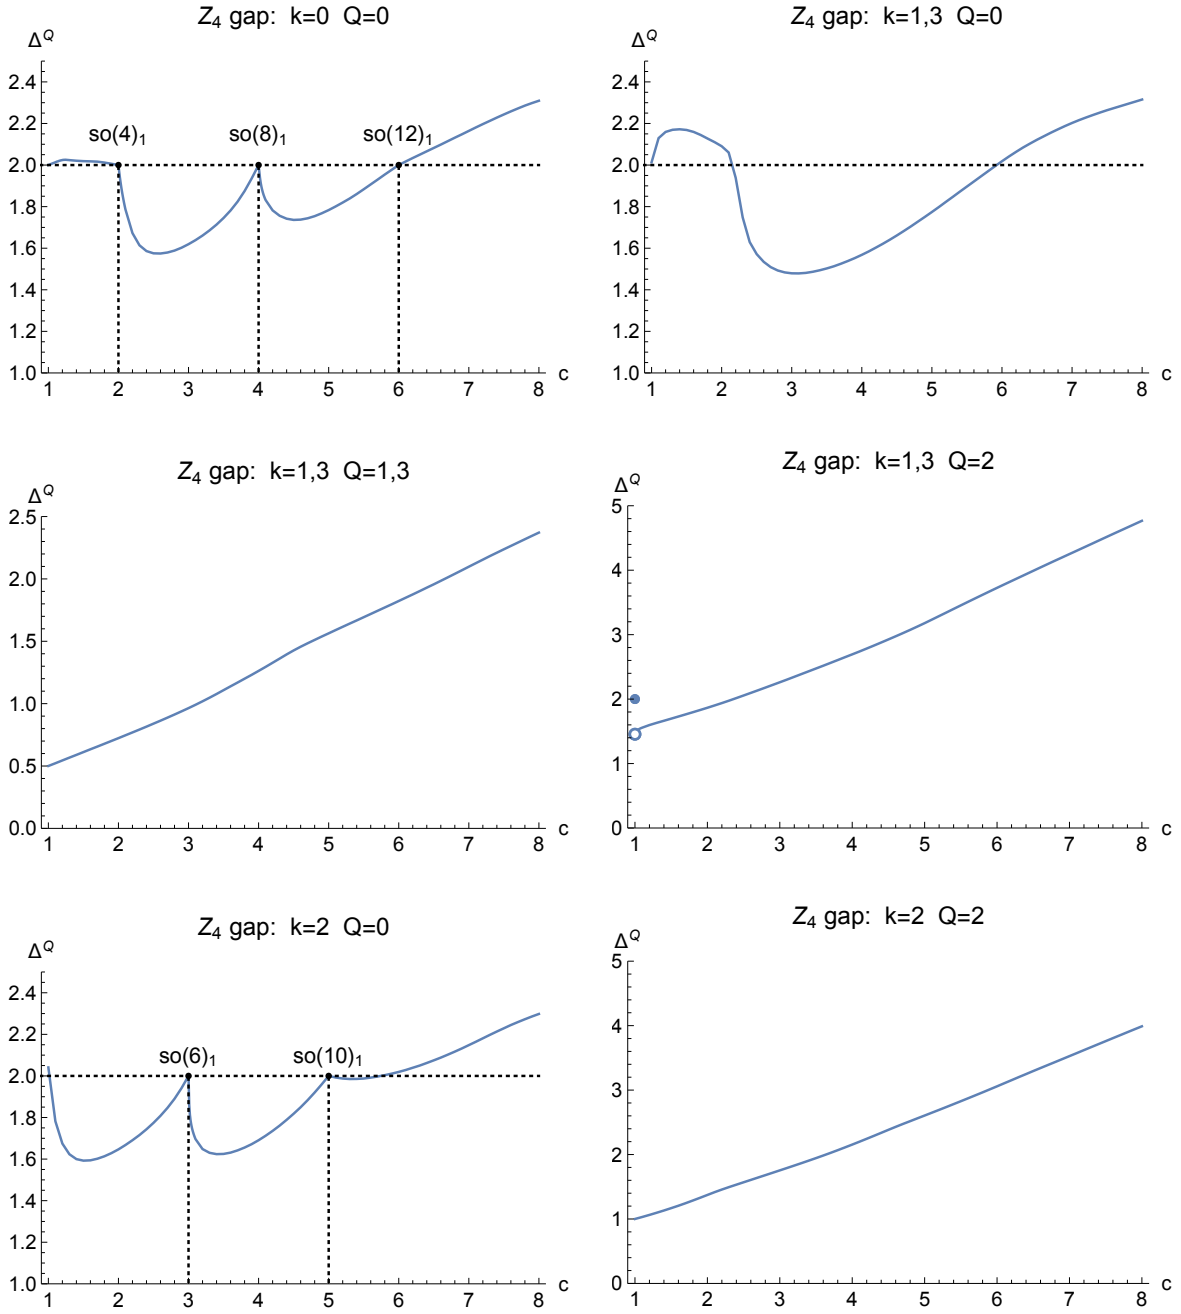 Z4 gap: k=0 Q=0
Δ^Q
2.4
2.2
2.0
1.8
1.6
1.4
1.2
1.0
so(4)1
so(8)1
so(12)1
1 2 3 4 5 6 7 8 c
Z4 gap: k=1,3 Q=0
Δ^Q
2.4
2.2
2.0
1.8
1.6
1.4
1.2
1.0
1 2 3 4 5 6 7 8 c
Z4 gap: k=1,3 Q=1,3
Δ^Q
2.5
2.0
1.5
1.0
0.5
0.0
1 2 3 4 5 6 7 8 c
Z4 gap: k=1,3 Q=2
Δ^Q
5
4
3
2
1
0
1 2 3 4 5 6 7 8 c
Z4 gap: k=2 Q=0
Δ^Q
2.4
2.2
2.0
1.8
1.6
1.4
1.2
1.0
so(6)1
so(10)1
1 2 3 4 5 6 7 8 c
Z4 gap: k=2 Q=2
Δ^Q
5
4
3
2
1
0
1 2 3 4 5 6 7 8 c